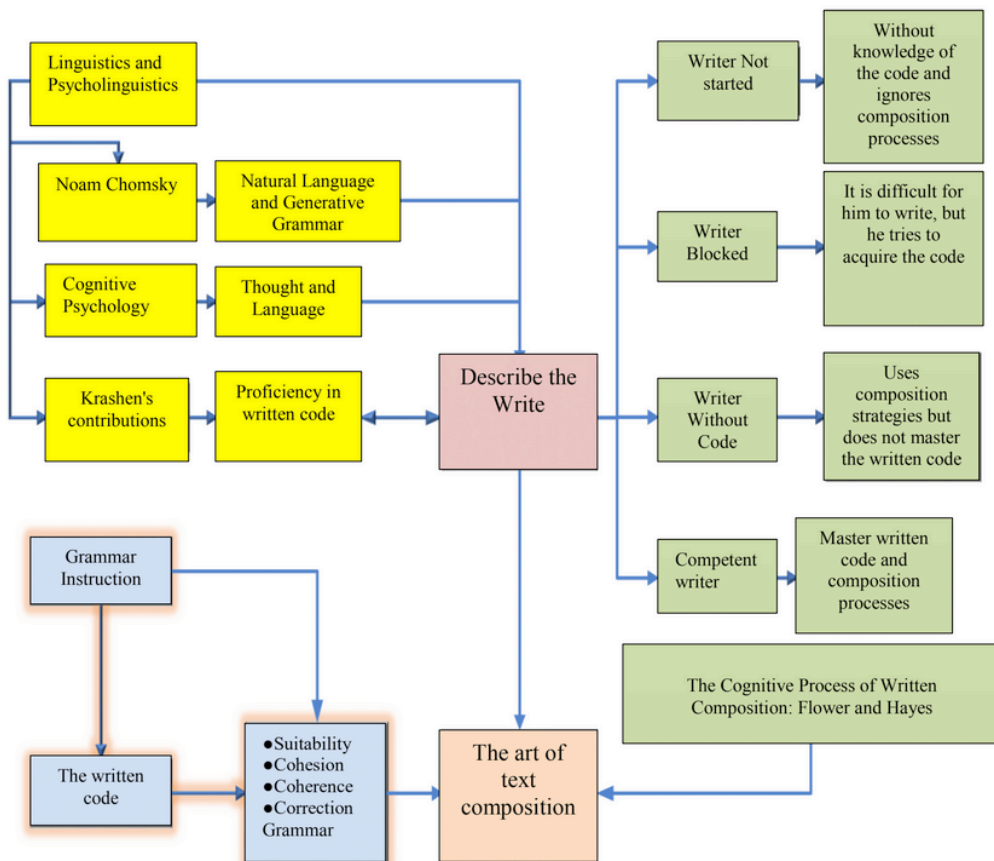 Linguistics and
Psycholinguistics
Noam Chomsky
Natural Language
and Generative
Grammar
Cognitive
Psychology
Thought and
Language
Krashen's
contributions
Proficiency in
written code
Describe the
Write
Writer Not
started
Without
knowledge of
the code and
ignores
composition
processes
Writer
Blocked
It is difficult for
him to write, but
he tries to
acquire the code
Writer
Without
Code
Uses
composition
strategies but
does not master
the written code
Competent
writer
Master written
code and
composition
processes
Grammar
Instruction
The written
code
●Suitability
●Cohesion
●Coherence
●Correction
Grammar
The art of
text
composition
The Cognitive Process of Written
Composition: Flower and Hayes